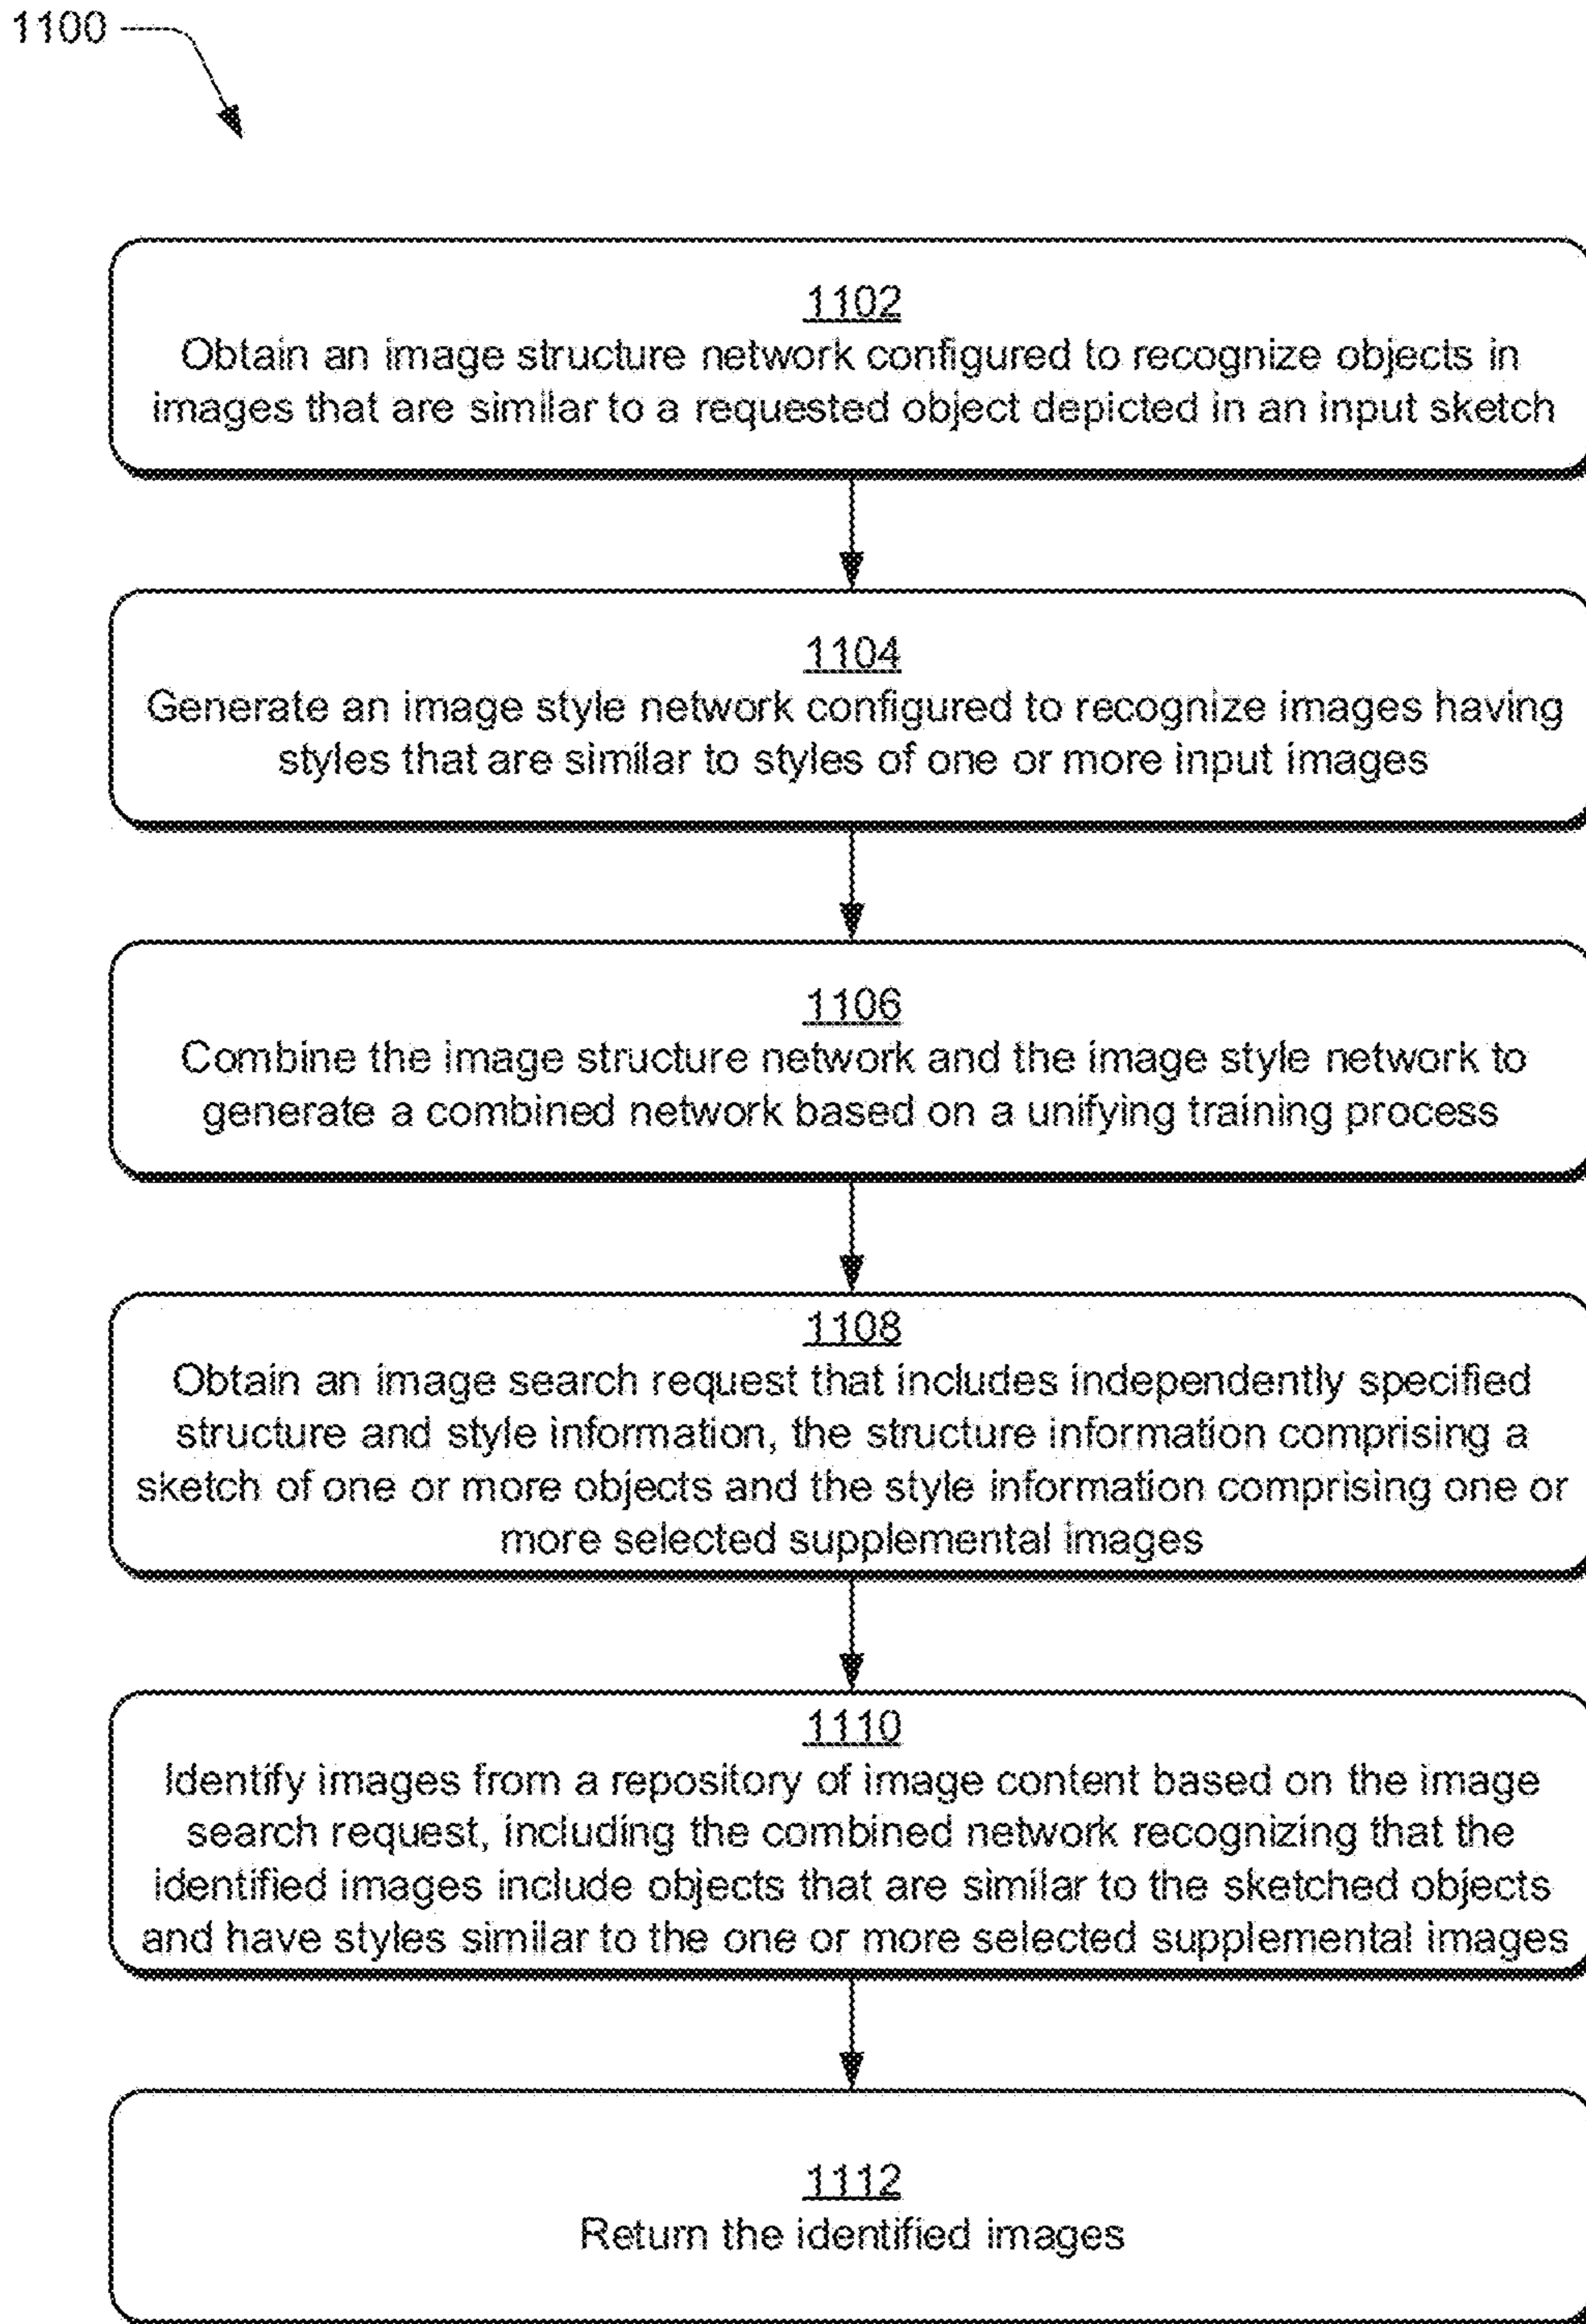 1100
1102
Obtain an image structure network configured to recognize objects in
images that are similar to a requested object depicted in an input sketch
1104
Generate an image style network configured to recognize images having
styles that are similar to styles of one or more input images
1106
Combine the image structure network and the image style network to
generate a combined network based on a unifying training process
1108
Obtain an image search request that includes independently specified
structure and style information, the structure information comprising a
sketch of one or more objects and the style information comprising one or
more selected supplemental images
1110
Identify images from a repository of image content based on the image
search request, including the combined network recognizing that the
identified images include objects that are similar to the sketched objects
and have styles similar to the one or more selected supplemental images
1112
Return the identified images